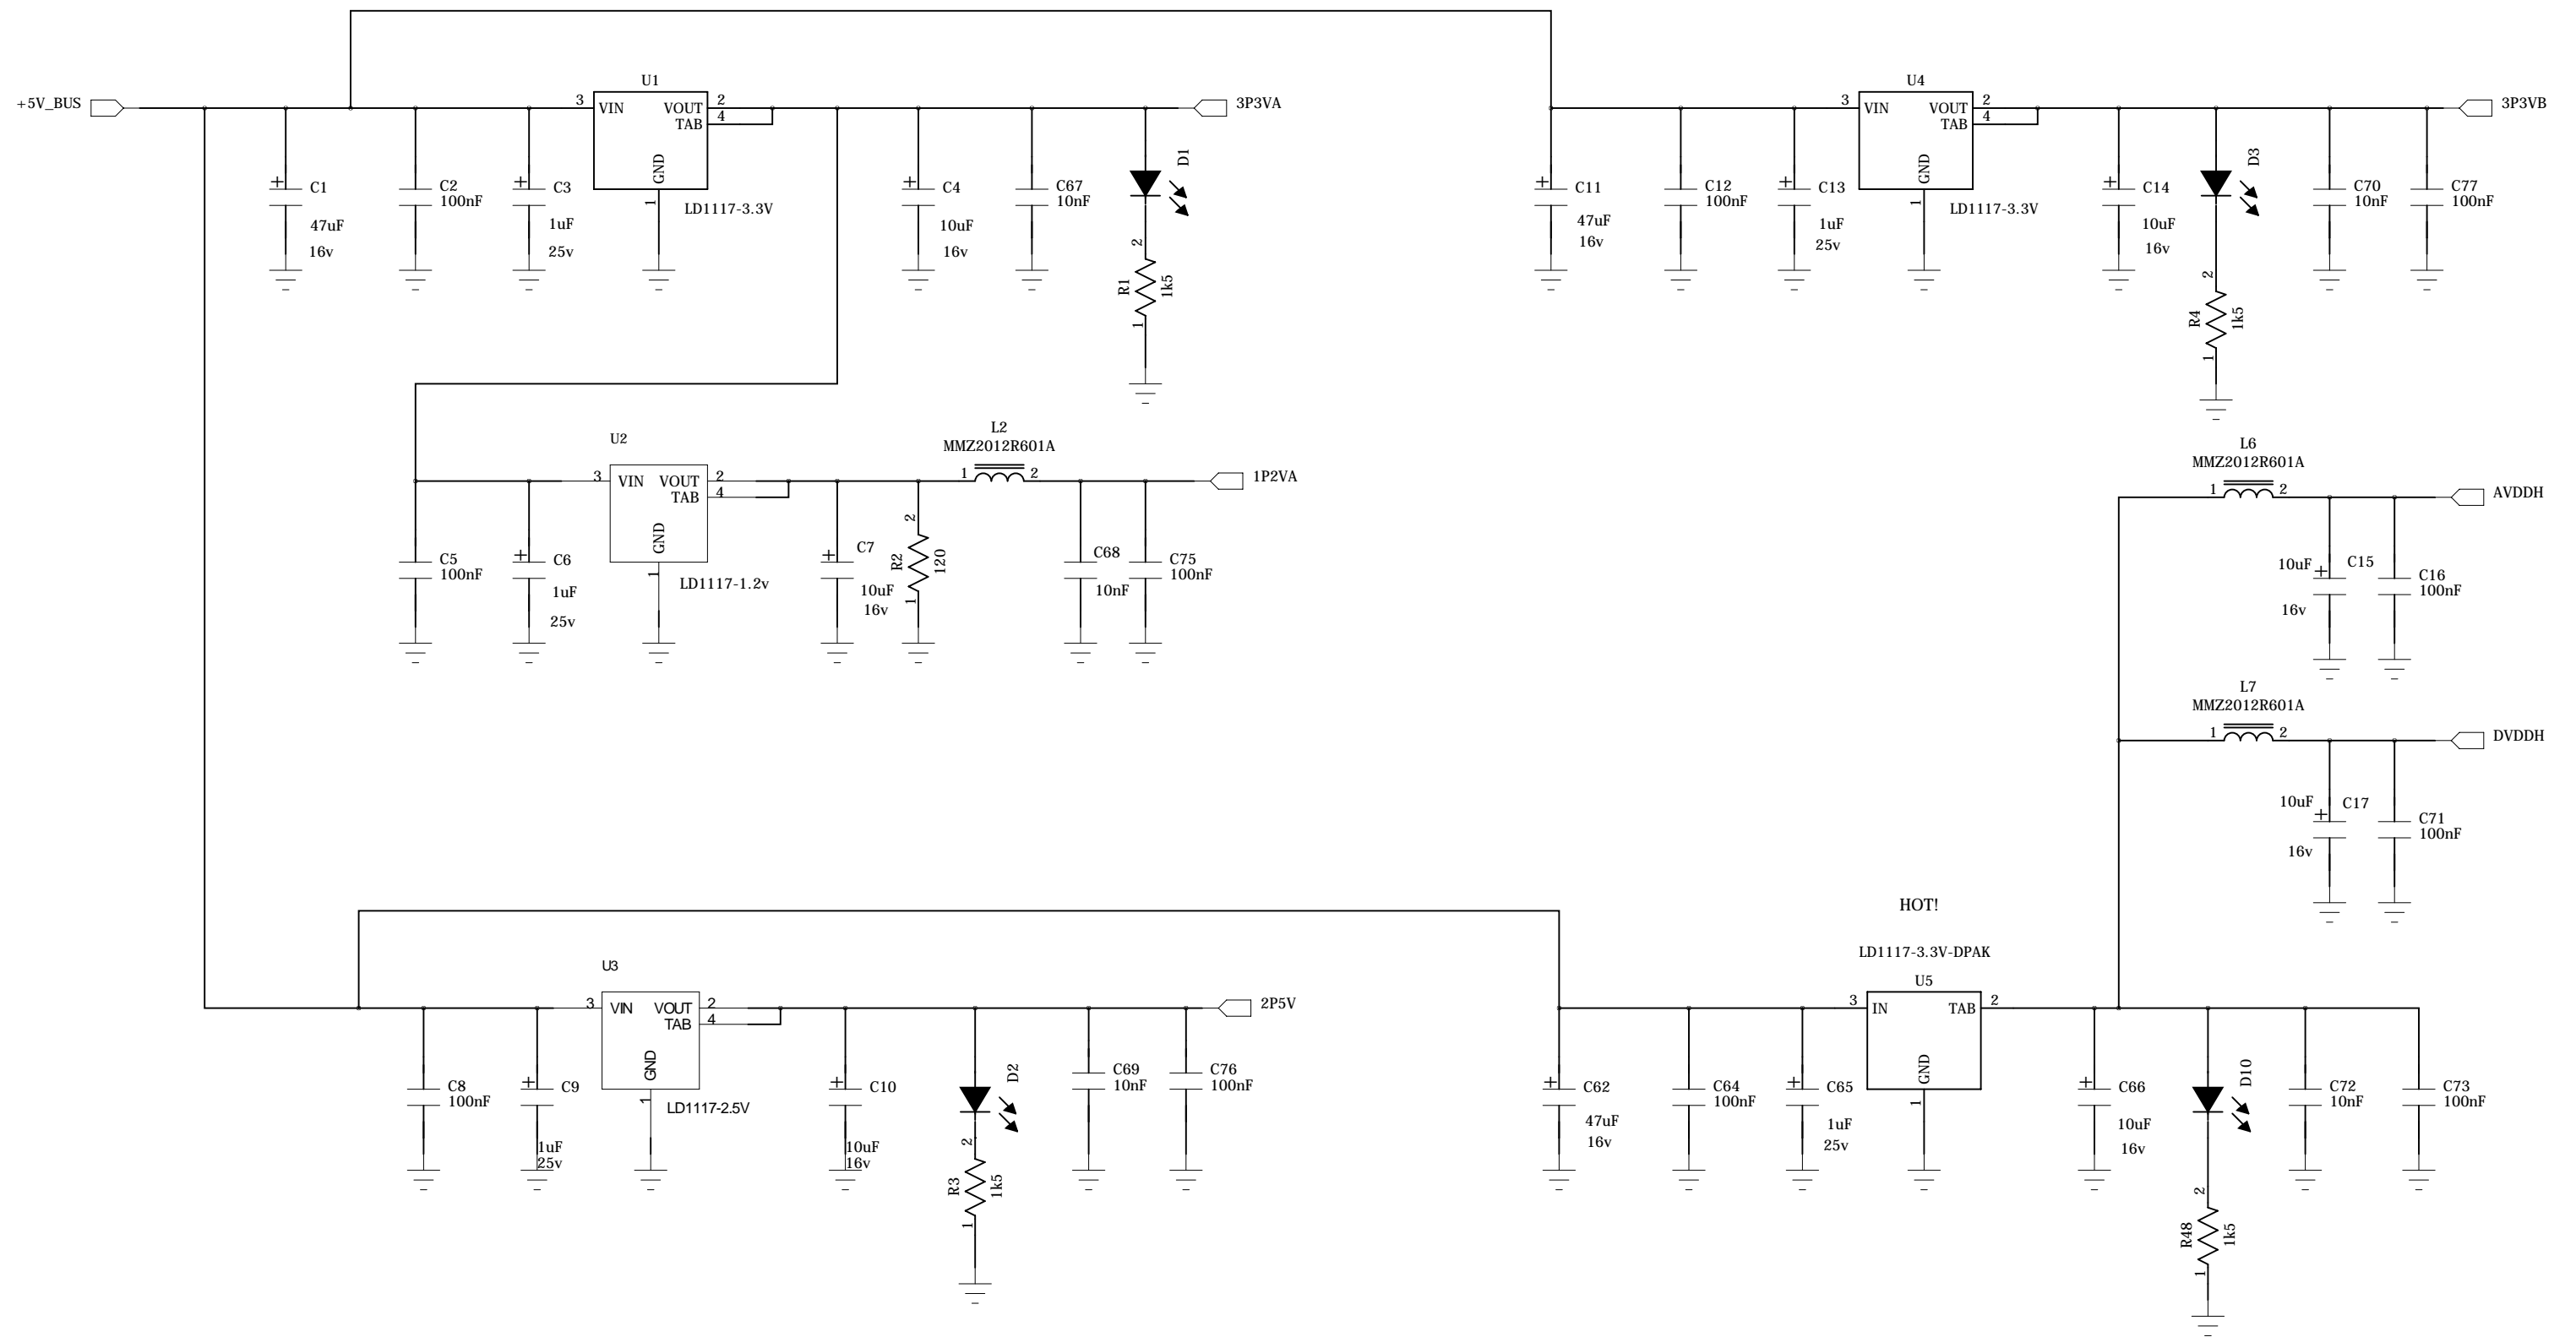 U1
U4
+5V_BUS
3
VIN
VOUT
2
TAB
4
GND
1
LD1117-3.3V
3P3VA
3
VIN
VOUT
2
TAB
4
GND
1
LD1117-3.3V
3P3VB
+
C1
47uF
16v
C2
100nF
+
C3
1uF
25v
+
C4
10uF
16v
C67
10nF
D1
2
R1
1k5
1
+
C11
47uF
16v
C12
100nF
+
C13
1uF
25v
+
C14
10uF
16v
D3
2
R4
1k5
1
C70
10nF
C77
100nF
U2
3
VIN
VOUT
2
TAB
4
GND
1
LD1117-1.2v
L2
MMZ2012R601A
1
2
1P2VA
C5
100nF
+
C6
1uF
25v
+
C7
10uF
16v
2
R2
120
1
C68
10nF
C75
100nF
L6
MMZ2012R601A
1
2
AVDDH
10uF
+
C15
16v
C16
100nF
L7
MMZ2012R601A
1
2
DVDDH
10uF
+
C17
16v
C71
100nF
U3
3
VIN
VOUT
2
TAB
4
GND
1
LD1117-2.5V
2P5V
C8
100nF
+
C9
1uF
25v
+
C10
10uF
16v
D2
2
R3
1k5
1
C69
10nF
C76
100nF
HOT!
LD1117-3.3V-DPAK
U5
3
IN
TAB
2
GND
1
+
C62
47uF
16v
C64
100nF
+
C65
1uF
25v
+
C66
10uF
16v
D10
2
R48
1k5
1
C72
10nF
C73
100nF